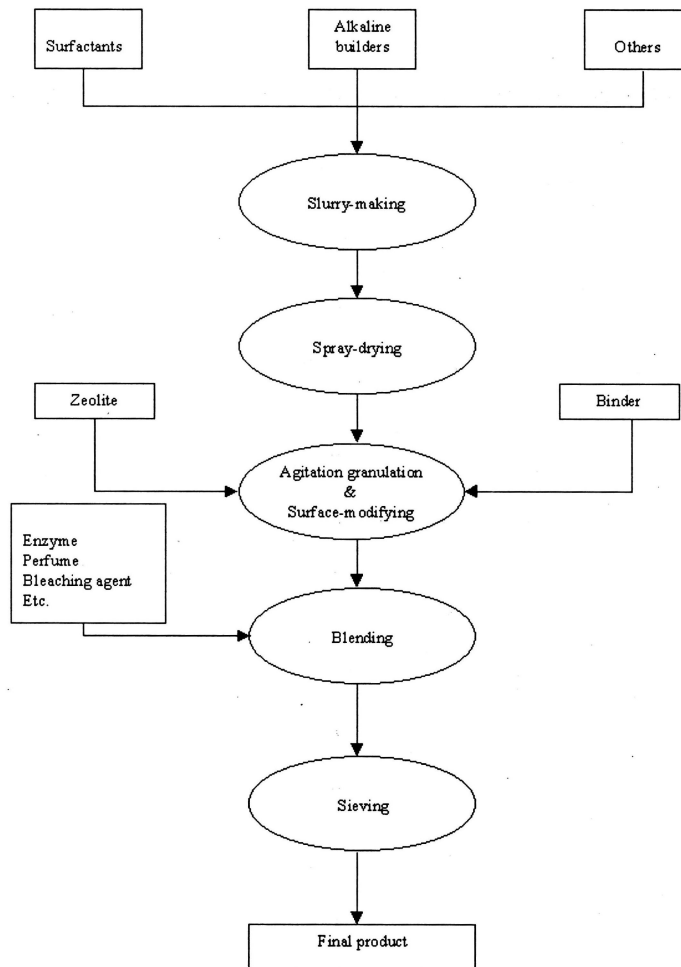 Surfactants
Alkaline
builders
Others
Slurry-making
Spray-drying
Zeolite
Binder
Agitation granulation
&
Surface-modifying
Enzyme
Perfume
Bleaching agent
Etc.
Blending
Sieving
Final product